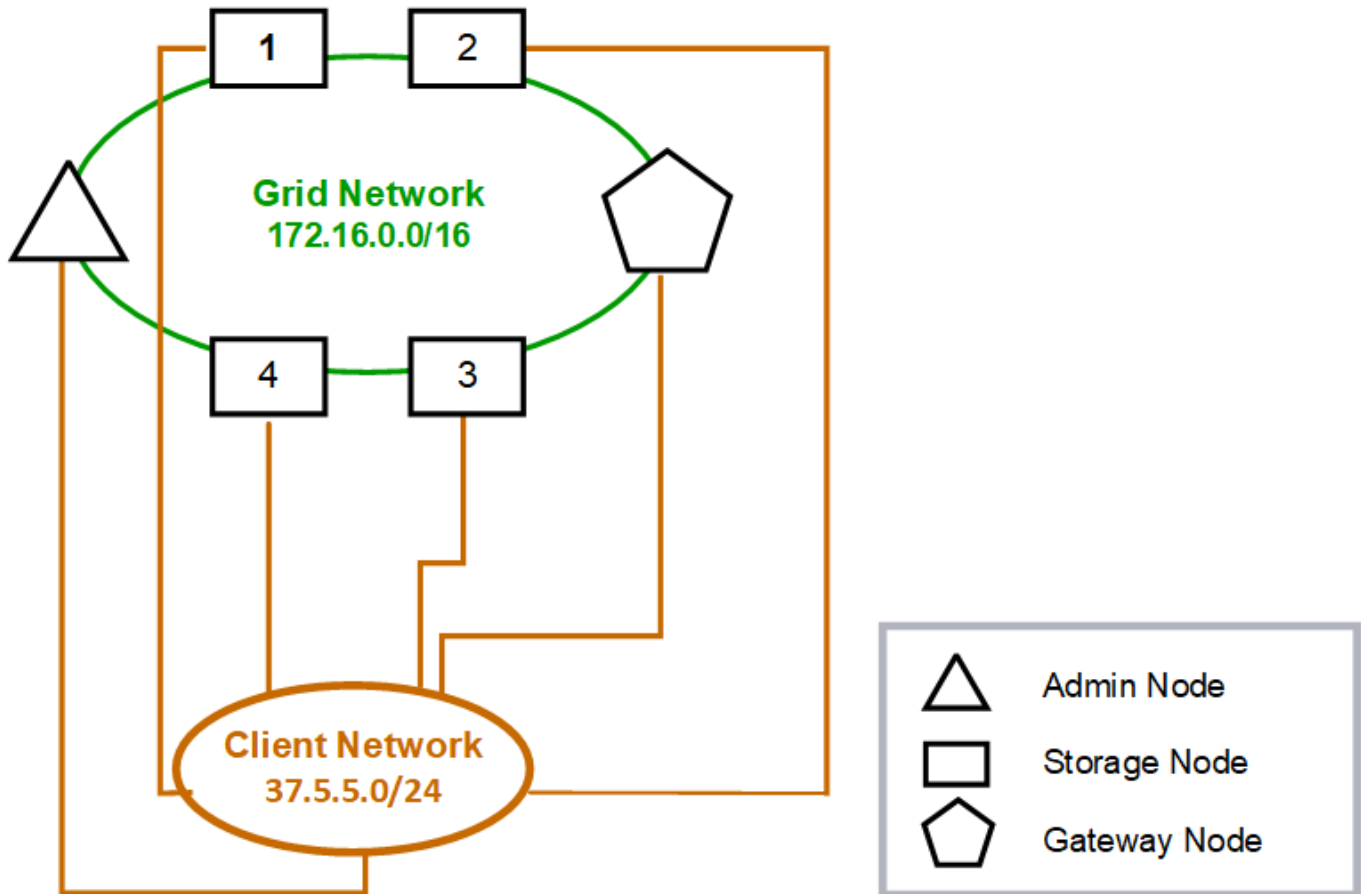 1
2
Grid Network
172.16.0.0/16
4
3
Client Network
37.5.5.0/24
Admin Node
Storage Node
Gateway Node